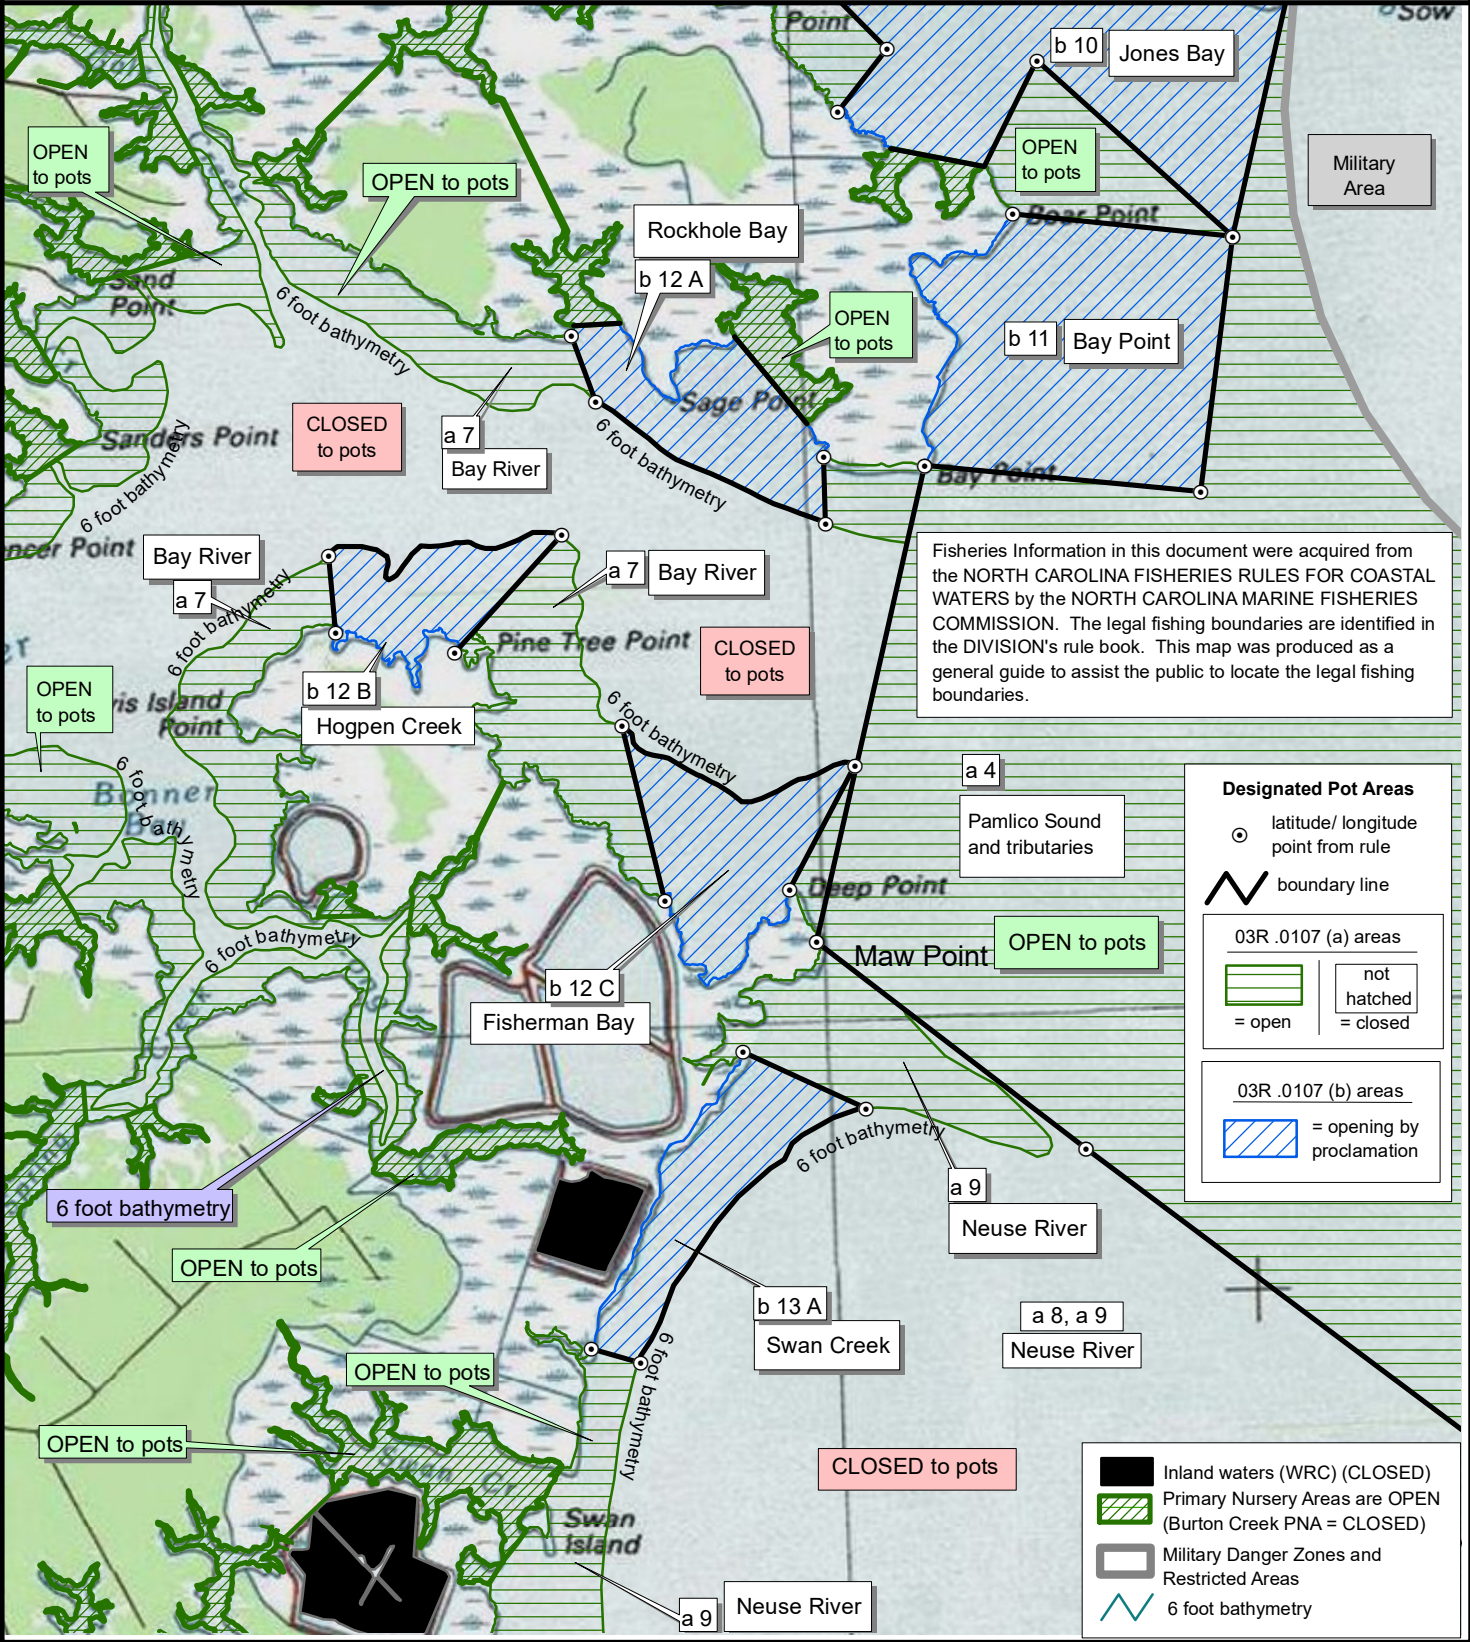 Point
Sow
b 10
Jones Bay
OPEN
to pots
OPEN to pots
OPEN
to pots
Military
Area
Boar Point
Rockhole Bay
b 12 A
Sand
Point
6 foot bathymetry
OPEN
to pots
b 11
Bay Point
Sage Point
CLOSED
to pots
a 7
Bay River
Sanders Point
6 foot bathymetry
6 foot bathymetry
Bay Point
ncer Point
Bay River
a 7
6 foot bathymetry
a 7
Bay River
Pine Tree Point
CLOSED
to pots
Fisheries Information in this document were acquired from
the NORTH CAROLINA FISHERIES RULES FOR COASTAL
WATERS by the NORTH CAROLINA MARINE FISHERIES
COMMISSION.  The legal fishing boundaries are identified in
the DIVISION's rule book.  This map was produced as a
general guide to assist the public to locate the legal fishing
boundaries.
er
OPEN
to pots
vis Island
Point
b 12 B
Hogpen Creek
6 foot bathymetry
6 foot bathymetry
Bonner
Bay
a 4
Pamlico Sound
and tributaries
Designated Pot Areas
latitude/ longitude
point from rule
boundary line
03R .0107 (a) areas
not
hatched
= open
= closed
03R .0107 (b) areas
= opening by
proclamation
Deep Point
6 foot bathymetry
Maw Point
OPEN to pots
b 12 C
Fisherman Bay
6 foot bathymetry
6 foot bathymetry
OPEN to pots
a 9
Neuse River
b 13 A
Swan Creek
a 8, a 9
Neuse River
6 foot bathymetry
OPEN to pots
OPEN to pots
Swan Cr
CLOSED to pots
Swan
Island
a 9
Neuse River
Inland waters (WRC) (CLOSED)
Primary Nursery Areas are OPEN
(Burton Creek PNA = CLOSED)
Military Danger Zones and
Restricted Areas
6 foot bathymetry